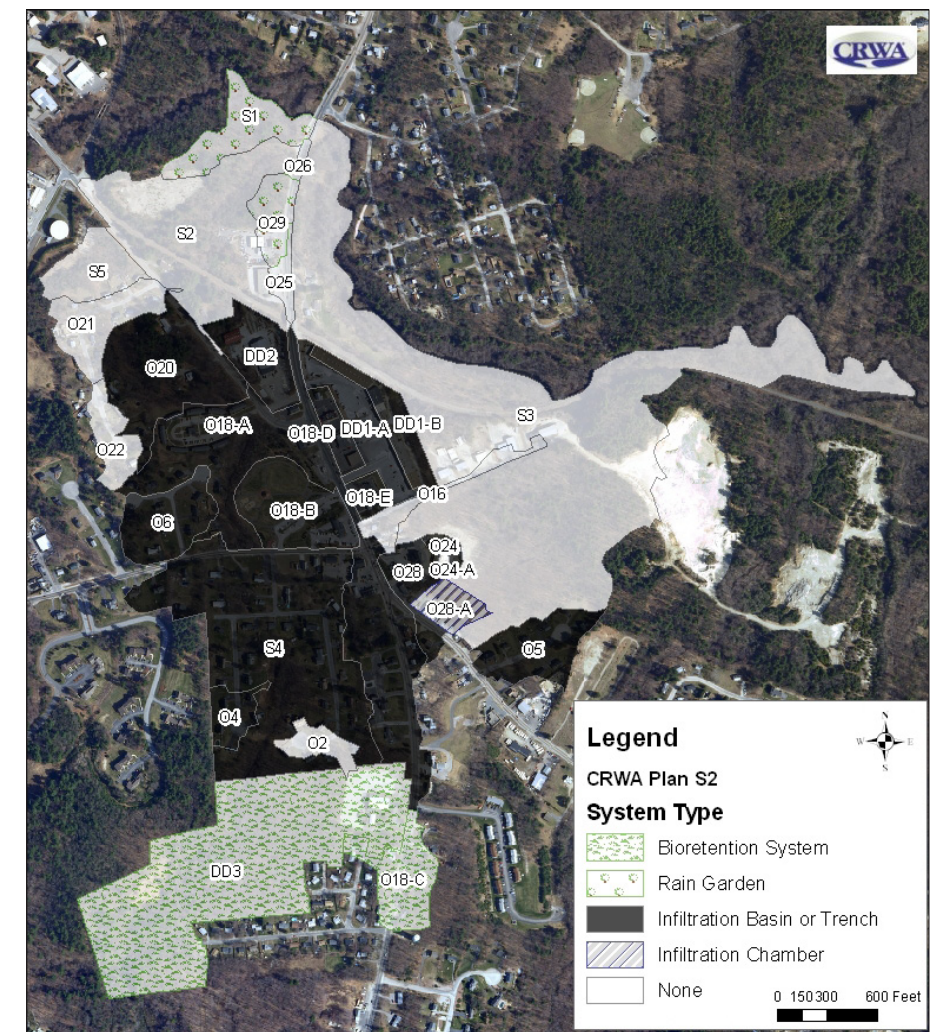 CRWA
S1
O26
S2
O29
S5
O25
O21
DD2
O20
S3
O18-A
O18-D
DD1-A
DD1-B
O22
O18-E
O16
O6
O18-B
O24
O28
O24-A
O28-A
S4
O5
O4
O2
DD3
O18-C
Legend
N
W
E
S
CRWA Plan S2
System Type
Bioretention System
Rain Garden
Infiltration Basin or Trench
Infiltration Chamber
None
0 150300 600 Feet